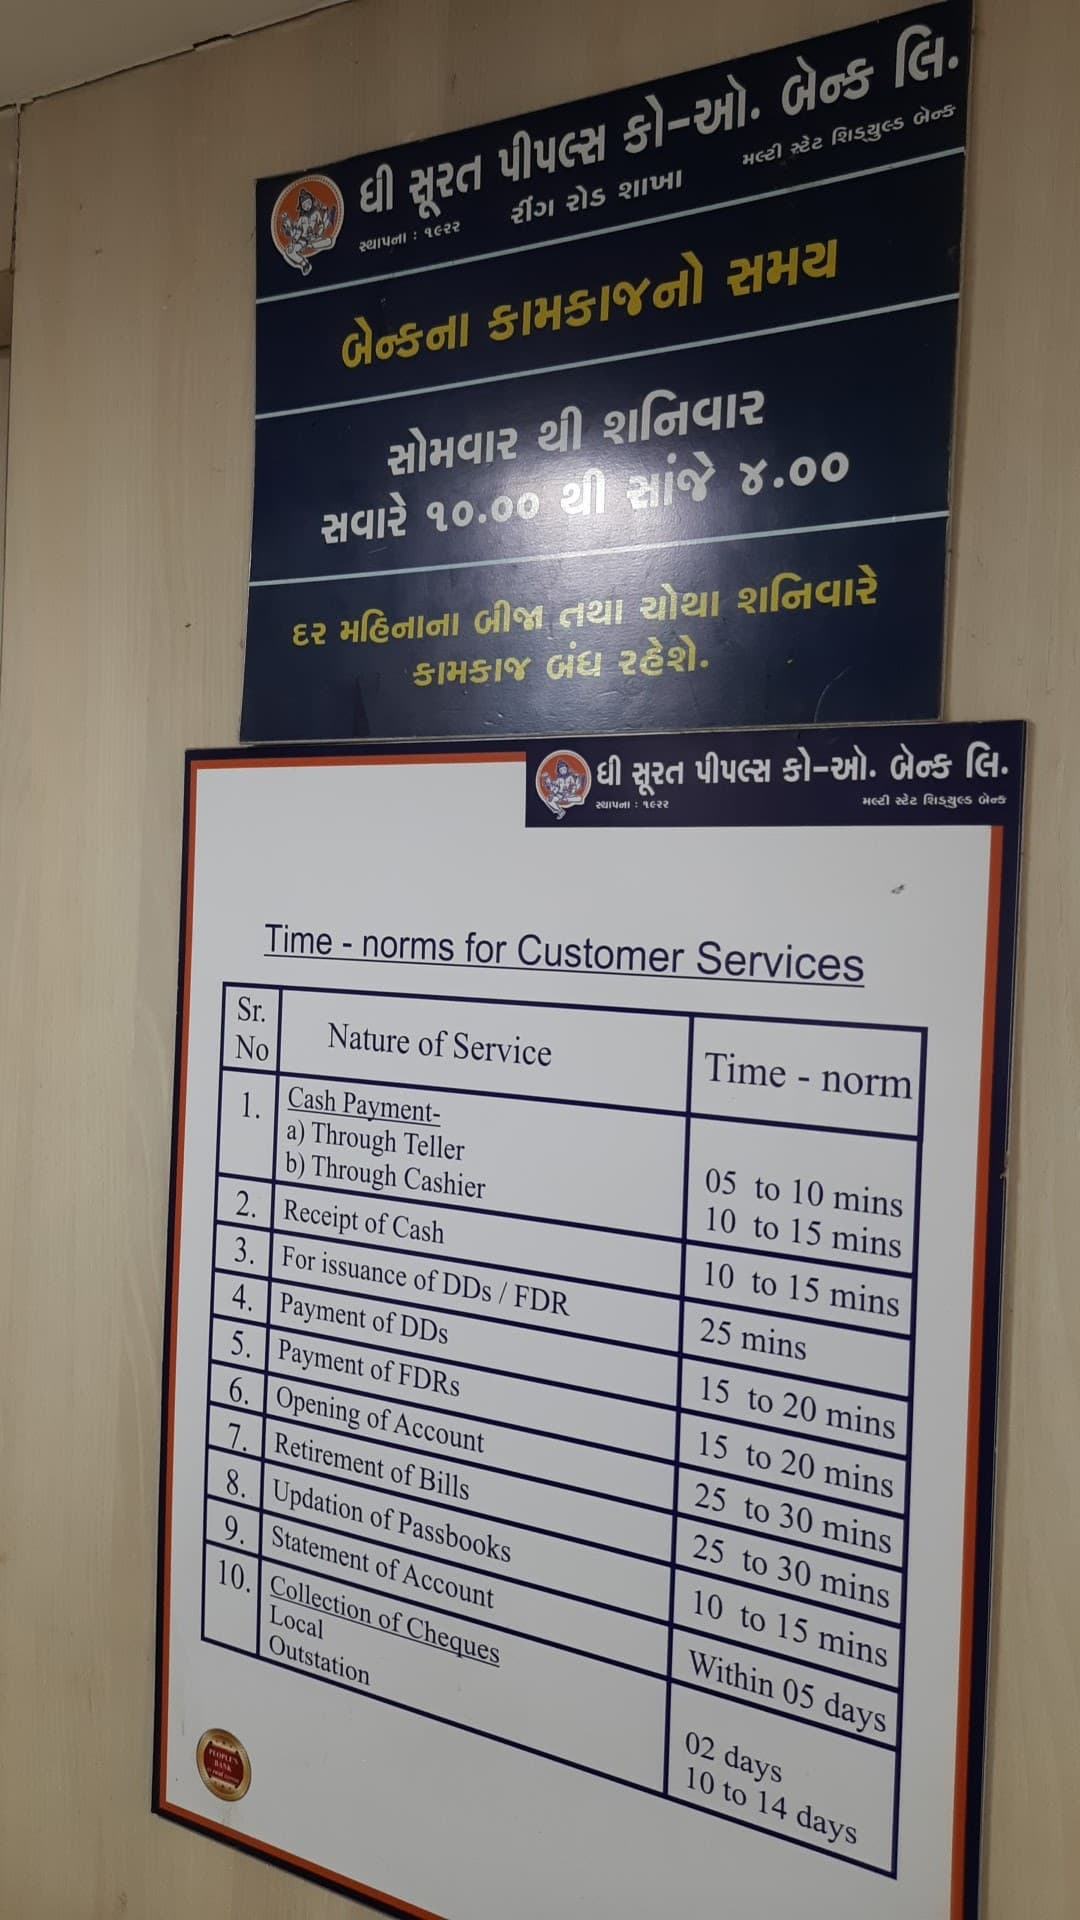 ધી સૂરત પીપલ્સ કો-ઓ. બેન્ક લિ.
સ્થાપના : ૧૯૨૨ રીંગ રોડ શાખા મલ્ટી સ્ટેટ શિડ્યુલ્ડ બેન્ક
બેન્કના કામકાજનો સમય
સોમવાર થી શનિવાર
સવારે ૧૦.૦૦ થી સાંજે ૪.૦૦
દર મહિનાના બીજા તથા ચોથા શનિવારે
કામકાજ બંધ રહેશે.
ધી સૂરત પીપલ્સ કો-ઓ. બેન્ક લિ.
સ્થાપના : ૧૯૨૨ મલ્ટી સ્ટેટ શિડ્યુલ્ડ બેન્ક
Time - norms for Customer Services
Sr. No Nature of Service Time - norm
1. Cash Payment-
a) Through Teller 05 to 10 mins
b) Through Cashier 10 to 15 mins
2. Receipt of Cash 10 to 15 mins
3. For issuance of DDs / FDR 25 mins
4. Payment of DDs 15 to 20 mins
5. Payment of FDRs 15 to 20 mins
6. Opening of Account 25 to 30 mins
7. Retirement of Bills 25 to 30 mins
8. Updation of Passbooks 10 to 15 mins
9. Statement of Account Within 05 days
10. Collection of Cheques
Local 02 days
Outstation 10 to 14 days
PEOPLE'S
BANK